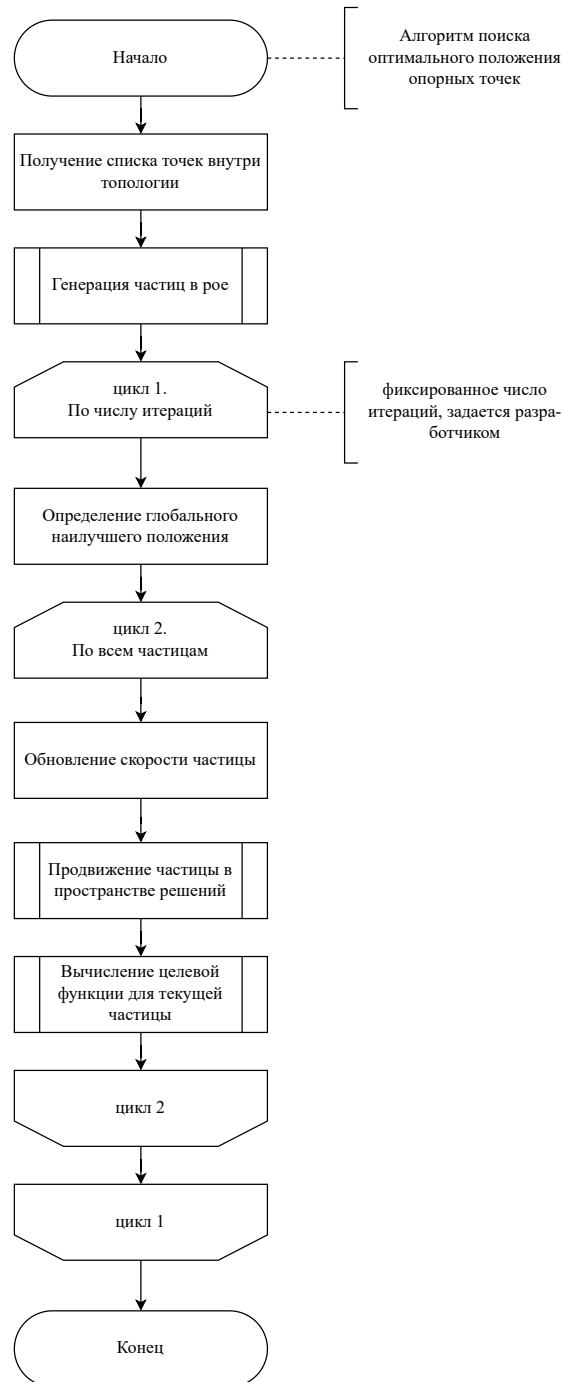 Начало
Алгоритм поиска
оптимального положения
опорных точек
Получение списка точек внутри
топологии
Генерация частиц в рое
цикл 1.
По числу итераций
фиксированное число
итераций, задается разра-
ботчиком
Определение глобального
наилучшего положения
цикл 2.
По всем частицам
Обновление скорости частицы
Продвижение частицы в
пространстве решений
Вычисление целевой
функции для текущей
частицы
цикл 2
цикл 1
Конец